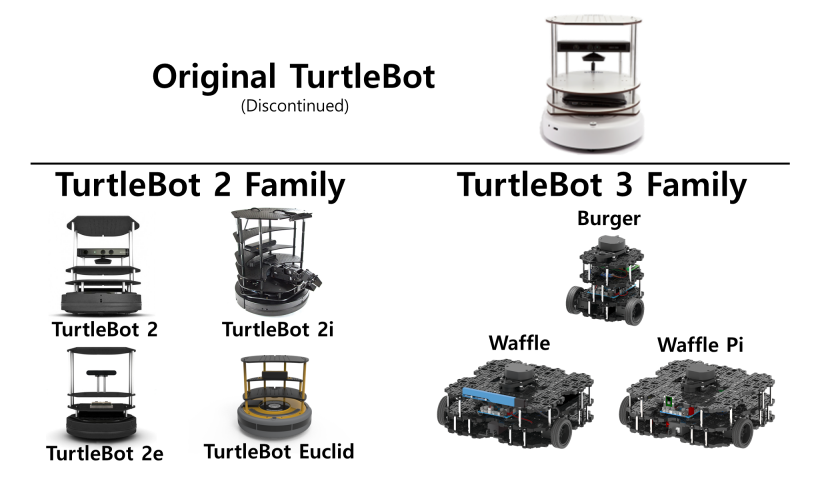 Original TurtleBot
(Discontinued)
TurtleBot 2 Family
TurtleBot 3 Family
Burger
TurtleBot 2
TurtleBot 2i
Waffle
Waffle Pi
TurtleBot 2e
TurtleBot Euclid